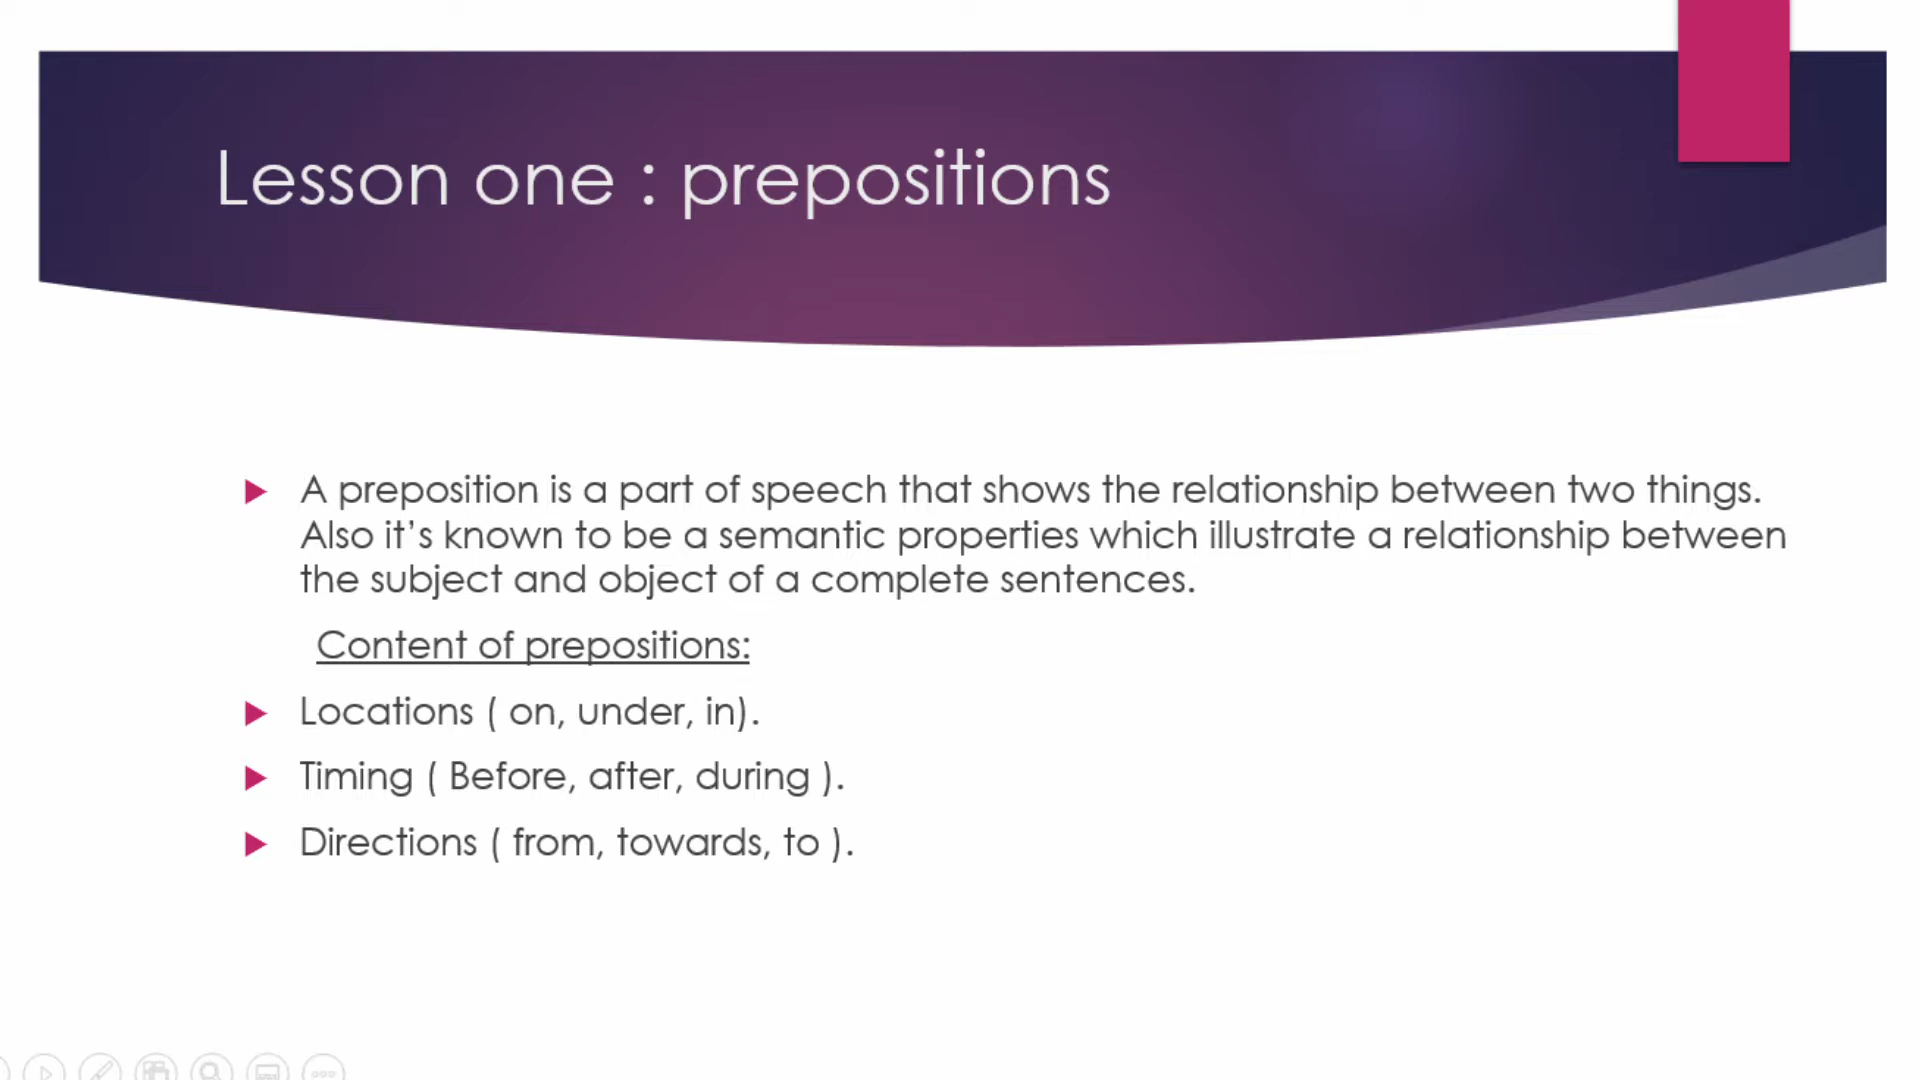 Lesson one : prepositions
A preposition is a part of speech that shows the relationship between two things.
Also it’s known to be a semantic properties which illustrate a relationship between
the subject and object of a complete sentences.
Content of prepositions:
Locations ( on, under, in).
Timing ( Before, after, during ).
Directions ( from, towards, to ).